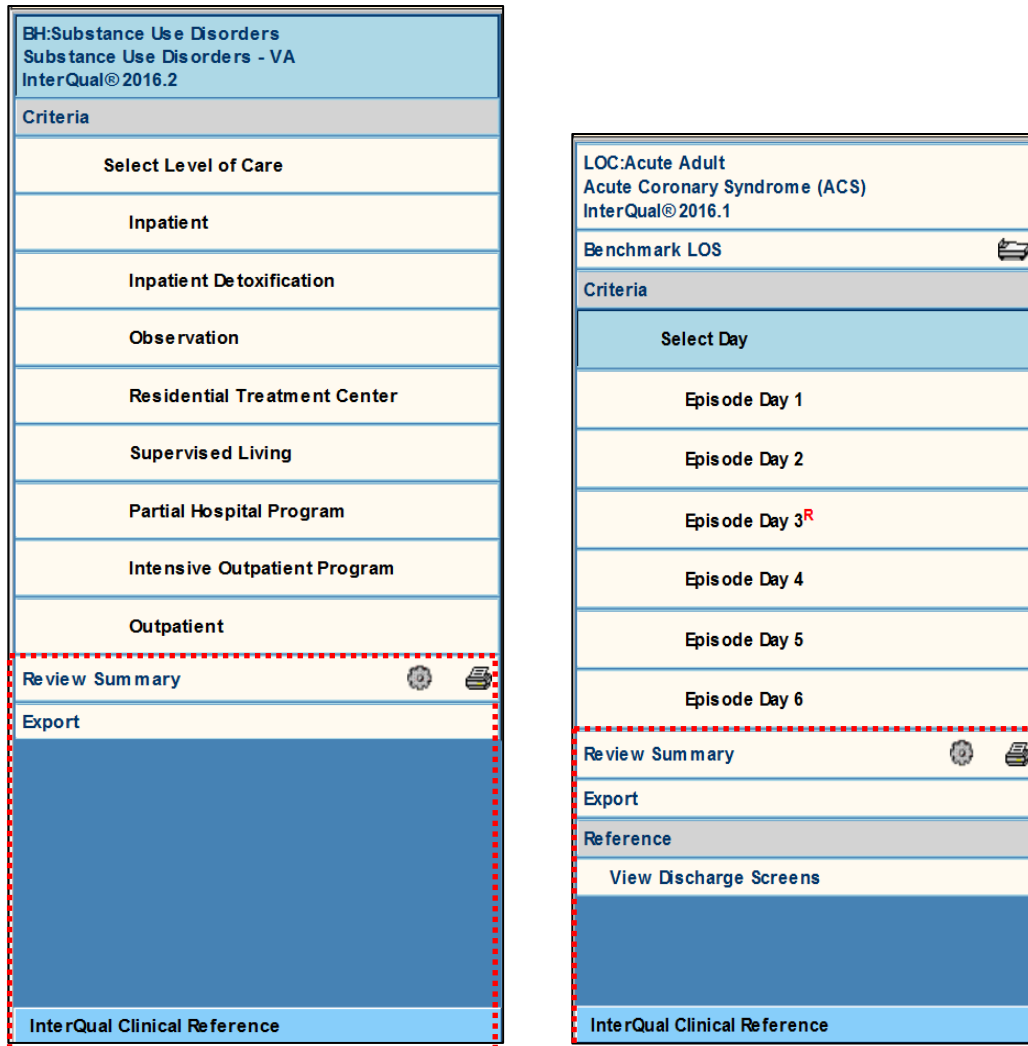 BH:Substance Use Disorders
Substance Use Disorders - VA
InterQual® 2016.2
Criteria
Select Level of Care
Inpatient
Inpatient Detoxification
Observation
Residential Treatment Center
Supervised Living
Partial Hospital Program
Intensive Outpatient Program
Outpatient
Review Summary
Export
InterQual Clinical Reference
LOC:Acute Adult
Acute Coronary Syndrome (ACS)
InterQual® 2016.1
Benchmark LOS
Criteria
Select Day
Episode Day 1
Episode Day 2
Episode Day 3R
Episode Day 4
Episode Day 5
Episode Day 6
Review Summary
Export
Reference
View Discharge Screens
InterQual Clinical Reference